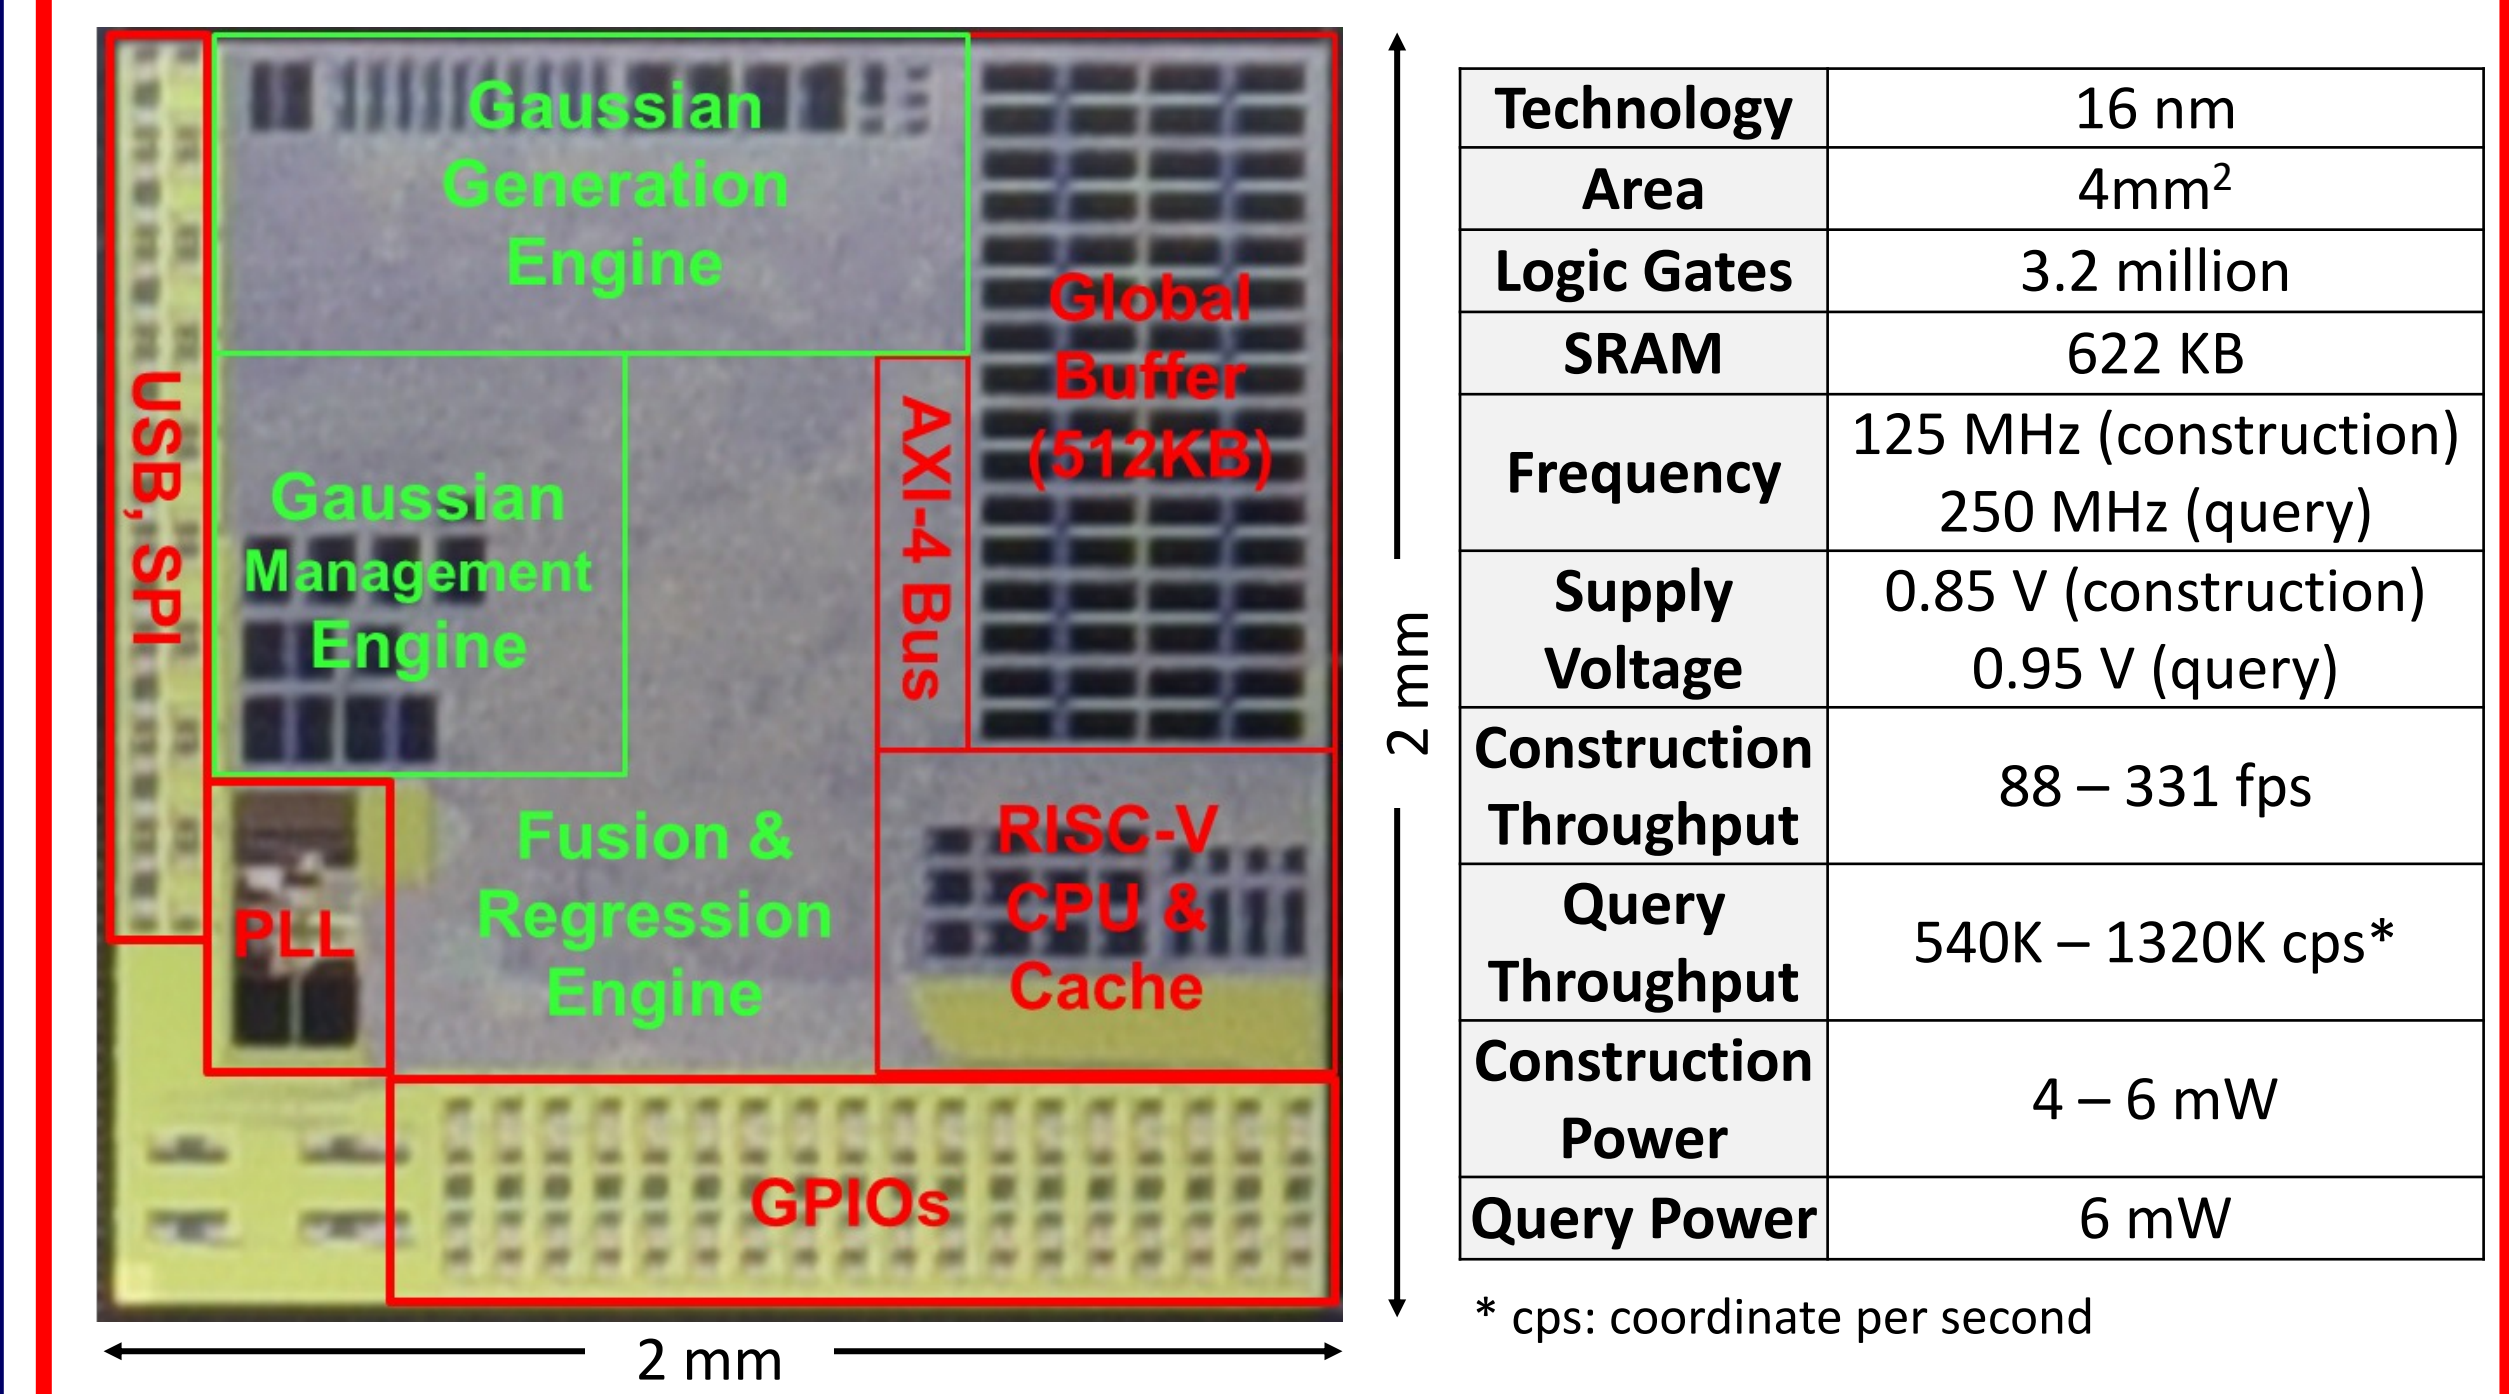 Gaussian
Generation
Engine
Global
Buffer
(512KB)
USB, SPI
AXI-4 Bus
Gaussian
Management
Engine
PLL
Fusion &
Regression
Engine
RISC-V
CPU &
Cache
GPIOs
2 mm
2 mm
Technology 16 nm
Area 4mm²
Logic Gates 3.2 million
SRAM 622 KB
Frequency 125 MHz (construction)
250 MHz (query)
Supply Voltage 0.85 V (construction)
0.95 V (query)
Construction
Throughput 88 – 331 fps
Query
Throughput 540K – 1320K cps*
Construction
Power 4 – 6 mW
Query Power 6 mW
* cps: coordinate per second